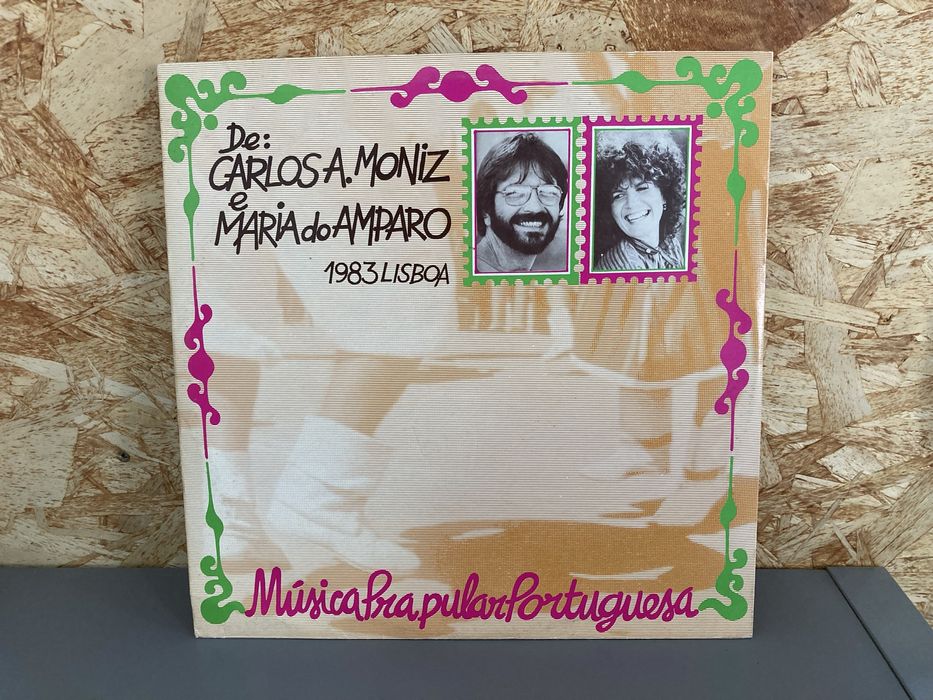 De:
CARLOS A. MONIZ
e
MARIA do AMPARO
1983 LISBOA
Música Pra,pular Portuguesa